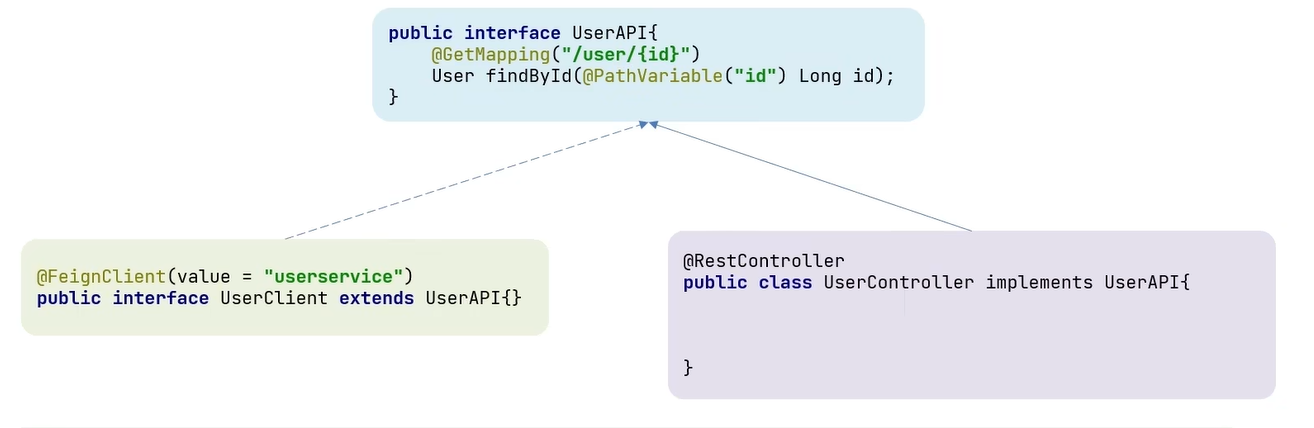 public interface UserAPI{
    @GetMapping("/user/{id}")
    User findById(@PathVariable("id") Long id);
}
@FeignClient(value = "userservice")
public interface UserClient extends UserAPI{}
@RestController
public class UserController implements UserAPI{
}